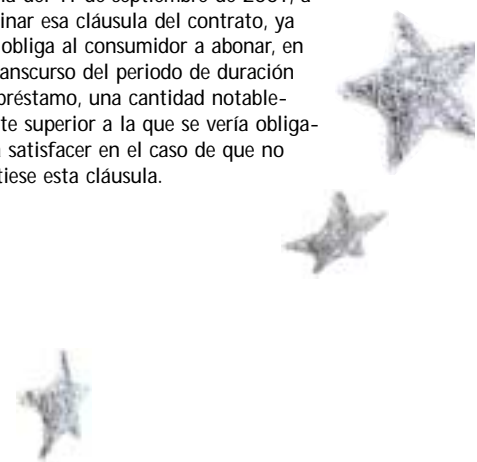 del de septiembre de 2001, a
inar esa cláusula del contrato, ya
obliga al consumidor a abonar, en
anscurso del periodo de duración
préstamo, una cantidad notable-
te superior a la que se vería obliga-
a satisfacer en el caso de que no
tiese esta cláusula.